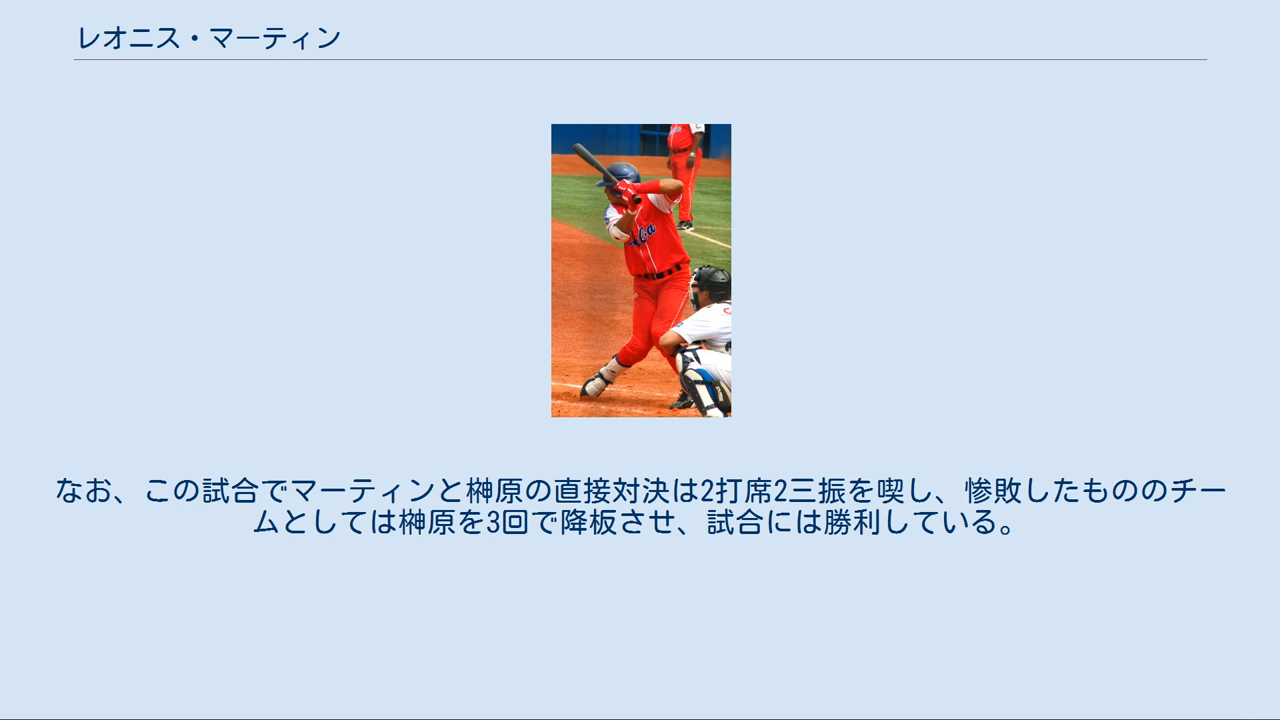 レオニス・マーティン
なお、この試合でマーティンと榊原の直接対決は2打席2三振を喫し、惨敗したもののチー
ムとしては榊原を3回で降板させ、試合には勝利している。